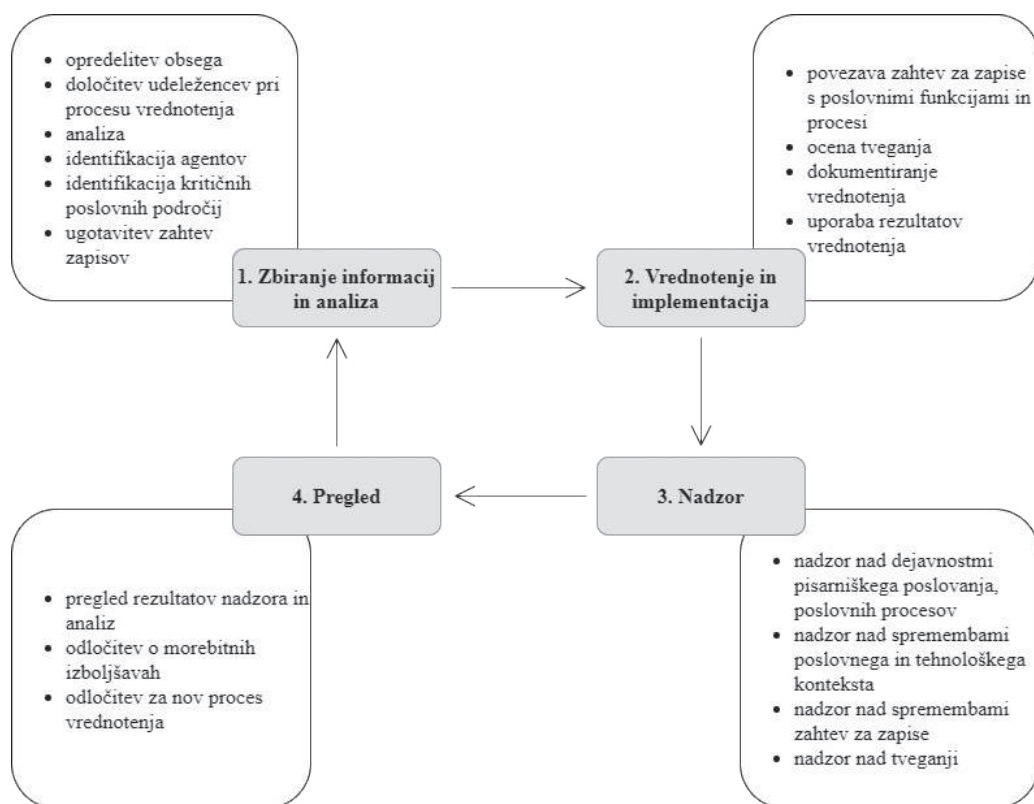 • opredelitev obsega
• določitev udeležencev pri
procesu vrednotenja
• analiza
• identifikacija agentov
• identifikacija kritičnih
poslovnih področij
• ugotavitev zahtev
zapisov
1. Zbiranje informacij
in analiza
• povezava zahtev za zapise
s poslovnimi funkcijami in
procesi
• ocena tveganja
• dokumentiranje
vrednotenja
• uporaba rezultatov
vrednotenja
2. Vrednotenje in
implementacija
3. Nadzor
• nadzor nad dejavnostmi
pisarniškega poslovanja,
poslovnih procesov
• nadzor nad spremembami
poslovnega in tehnološkega
konteksta
• nadzor nad spremembami
zahtev za zapise
• nadzor nad tveganji
4. Pregled
• pregled rezultatov nadzora in
analiz
• odločitev o morebitnih
izboljšavah
• odločitev za nov proces
vrednotenja